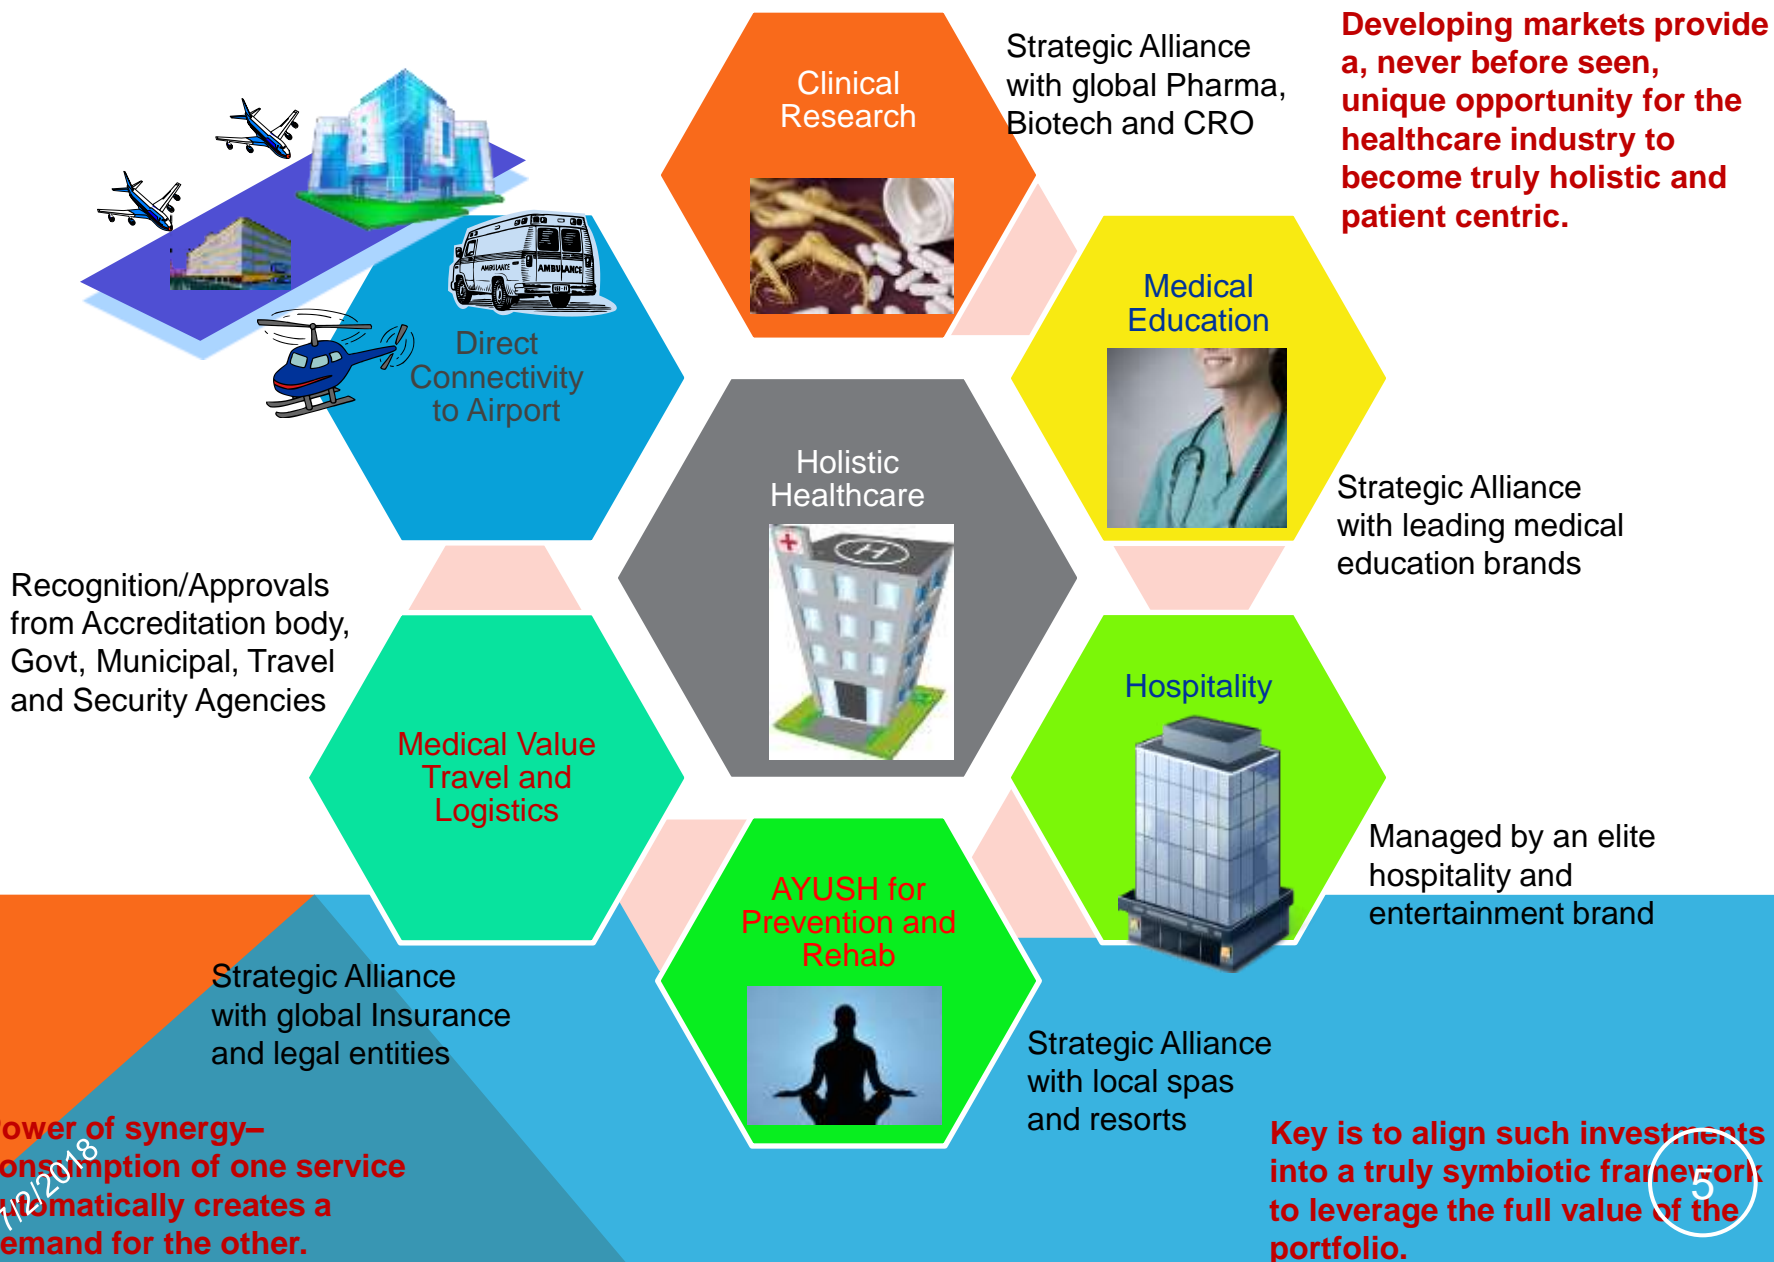 Clinical
Research
Strategic Alliance
with global Pharma,
Biotech and CRO
Developing markets provide
a, never before seen,
unique opportunity for the
healthcare industry to
become truly holistic and
patient centric.
AMBULANCE
AMBULANCE
Direct
Connectivity
to Airport
Medical
Education
Holistic
Healthcare
H
Strategic Alliance
with leading medical
education brands
Recognition/Approvals
from Accreditation body,
Govt, Municipal, Travel
and Security Agencies
Medical Value
Travel and
Logistics
Hospitality
Managed by an elite
hospitality and
entertainment brand
AYUSH for
Prevention and
Rehab
Strategic Alliance
with global Insurance
and legal entities
Strategic Alliance
with local spas
and resorts
ower of synergy–
onsumption of one service
utomatically creates a
emand for the other.
7/2/2018
Key is to align such investments
into a truly symbiotic framework
to leverage the full value of the
portfolio.
5